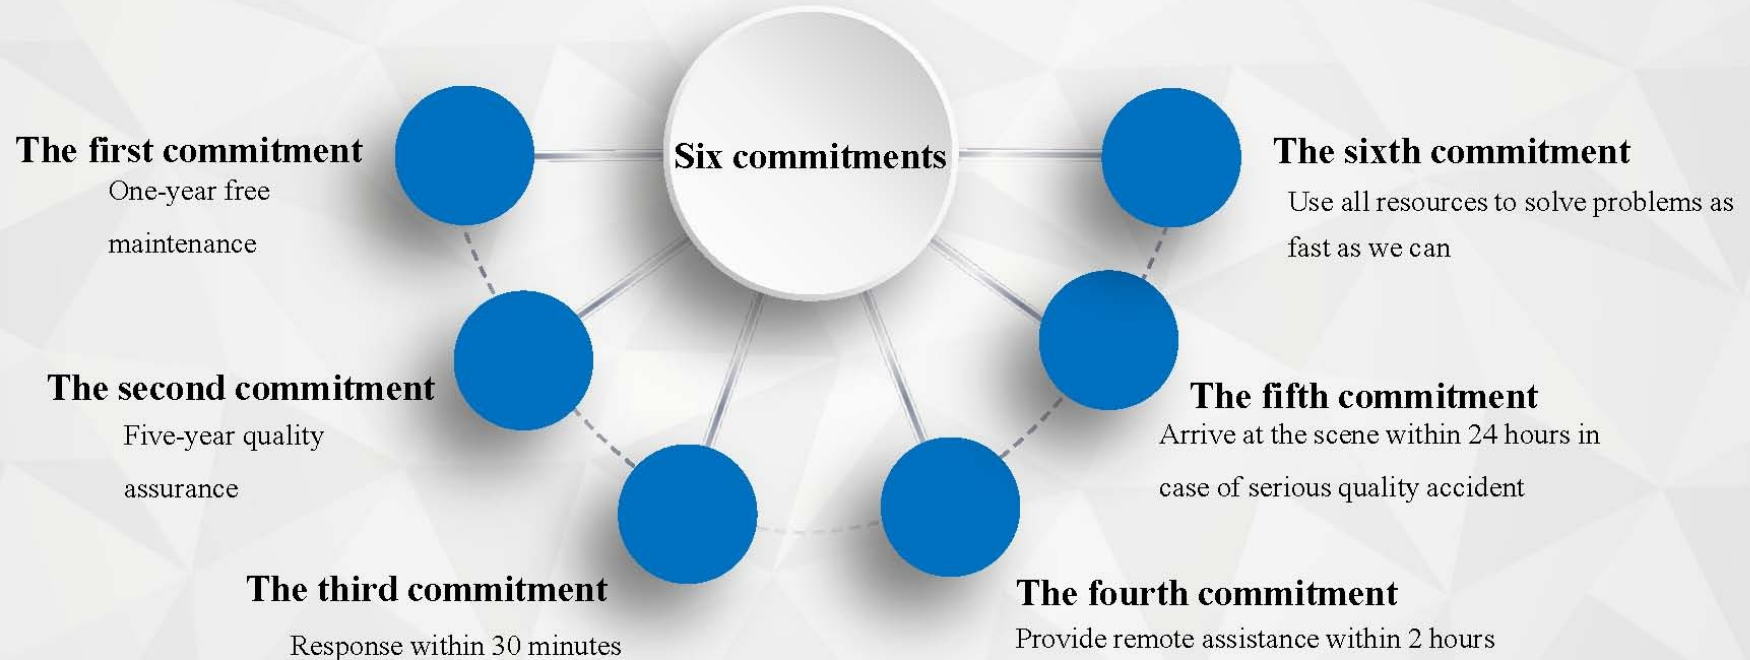 Six commitments
The first commitment
One-year free
maintenance
The second commitment
Five-year quality
assurance
The third commitment
Response within 30 minutes
The fourth commitment
Provide remote assistance within 2 hours
The fifth commitment
Arrive at the scene within 24 hours in
case of serious quality accident
The sixth commitment
Use all resources to solve problems as
fast as we can